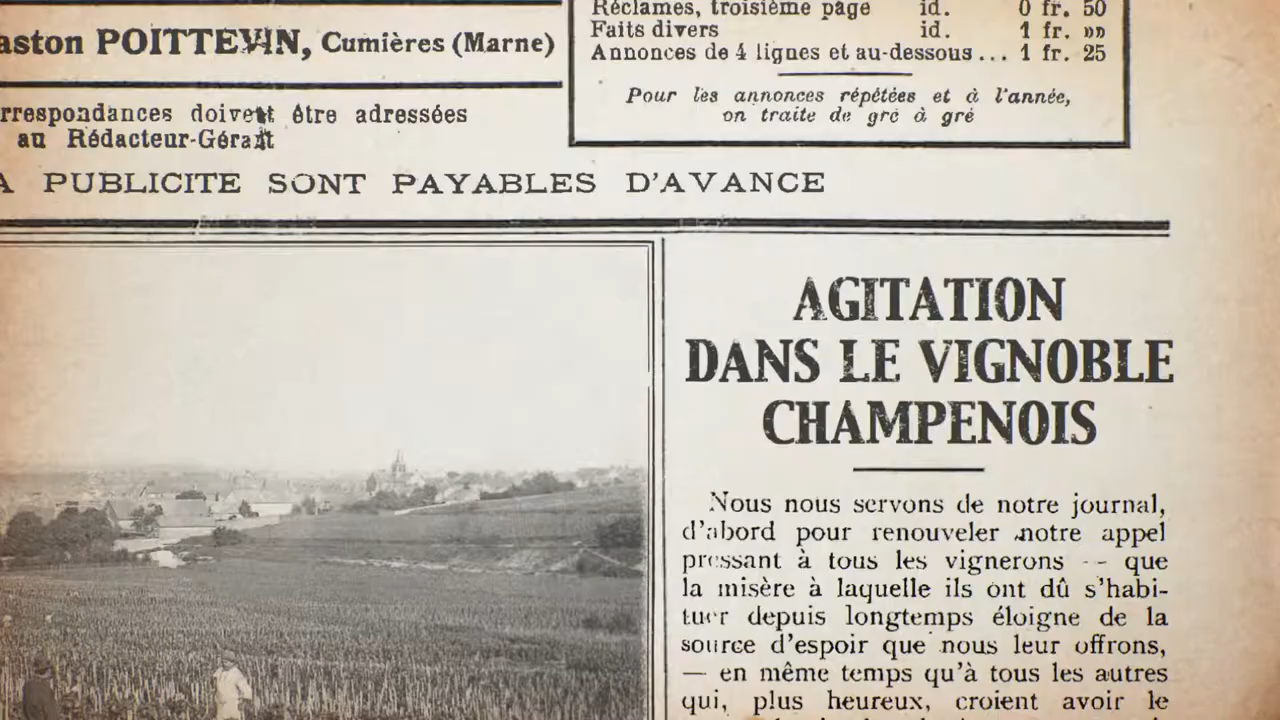 aston POITTEVIN, Cumières (Marne)
rrespondances doivent être adressées
au Rédacteur-Gérant
Réclames, troisième page id. 0 fr. 50
Faits divers id. 1 fr. »»
Annonces de 4 lignes et au-dessous ... 1 fr. 25
Pour les annonces répétées et à l'année,
on traite de gré à gré
A PUBLICITE SONT PAYABLES D'AVANCE
AGITATION
DANS LE VIGNOBLE
CHAMPENOIS
Nous nous servons de notre journal,
d'abord pour renouveler notre appel
pressant à tous les vignerons — que
la misère à laquelle ils ont dû s'habi-
tuer depuis longtemps éloigne de la
source d'espoir que nous leur offrons,
— en même temps qu'à tous les autres
qui, plus heureux, croient avoir le